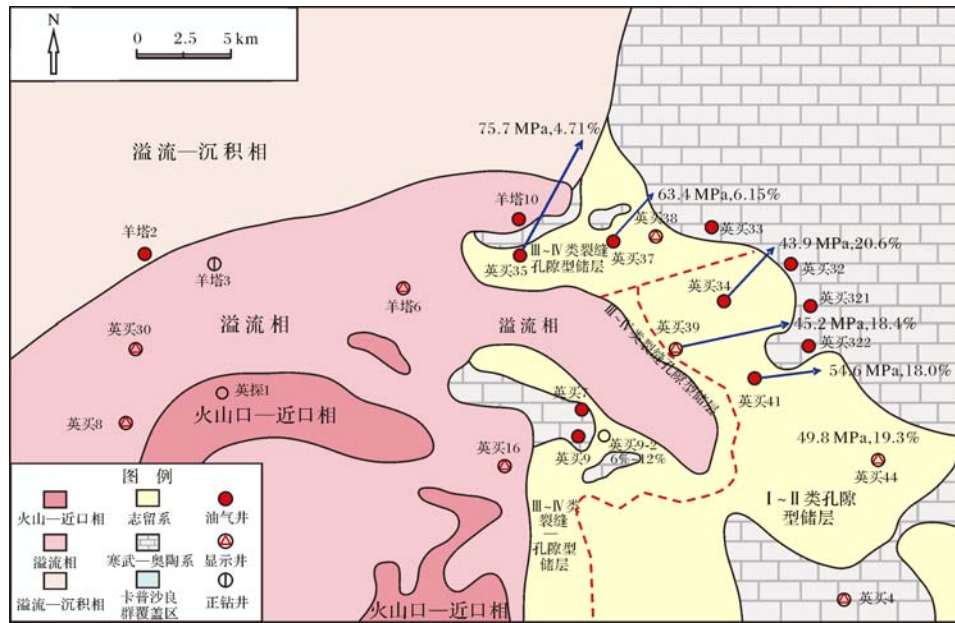 N
0 2.5 5 km
75.7 MPa,4.71%
溢流—沉积相
羊塔10
63.4 MPa,6.15%
英买38
英买33
羊塔2
43.9 MPa,20.6%
英买35
Ⅲ~Ⅳ类裂缝
孔隙型储层
英买37
英买32
羊塔3
羊塔6
英买34
英买321
溢流相
溢流相
英买39
45.2 MPa,18.4%
英买30
英买322
Ⅲ~Ⅳ类裂缝孔隙型储层
54.6 MPa,18.0%
英探1
英买7
英买41
火山口—近口相
英买8
英买16
英买9
英买9-2
6%~12%
49.8 MPa,19.3%
英买44
Ⅰ~Ⅱ类孔隙
型储层
Ⅲ~Ⅳ类
裂缝
—
孔隙型
储层
英买4
火山口—近口相
图例
火山—近口相
志留系
油气井
溢流相
寒武—奥陶系
显示井
溢流—沉积相
卡普沙良
群覆盖区
正钻井